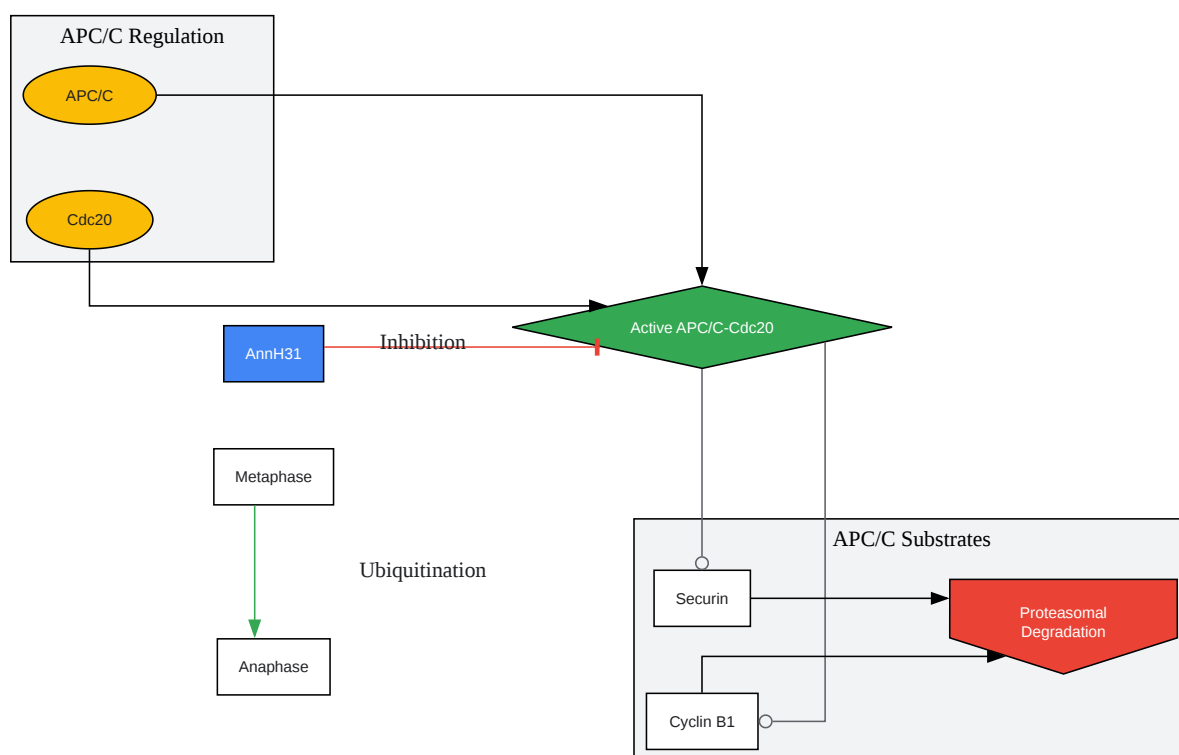 APC/C Regulation
APC/C
Cdc20
Active APC/C-Cdc20
AnnH31
Inhibition
Metaphase
Ubiquitination
Anaphase
APC/C Substrates
Securin
Proteasomal
Degradation
Cyclin B1